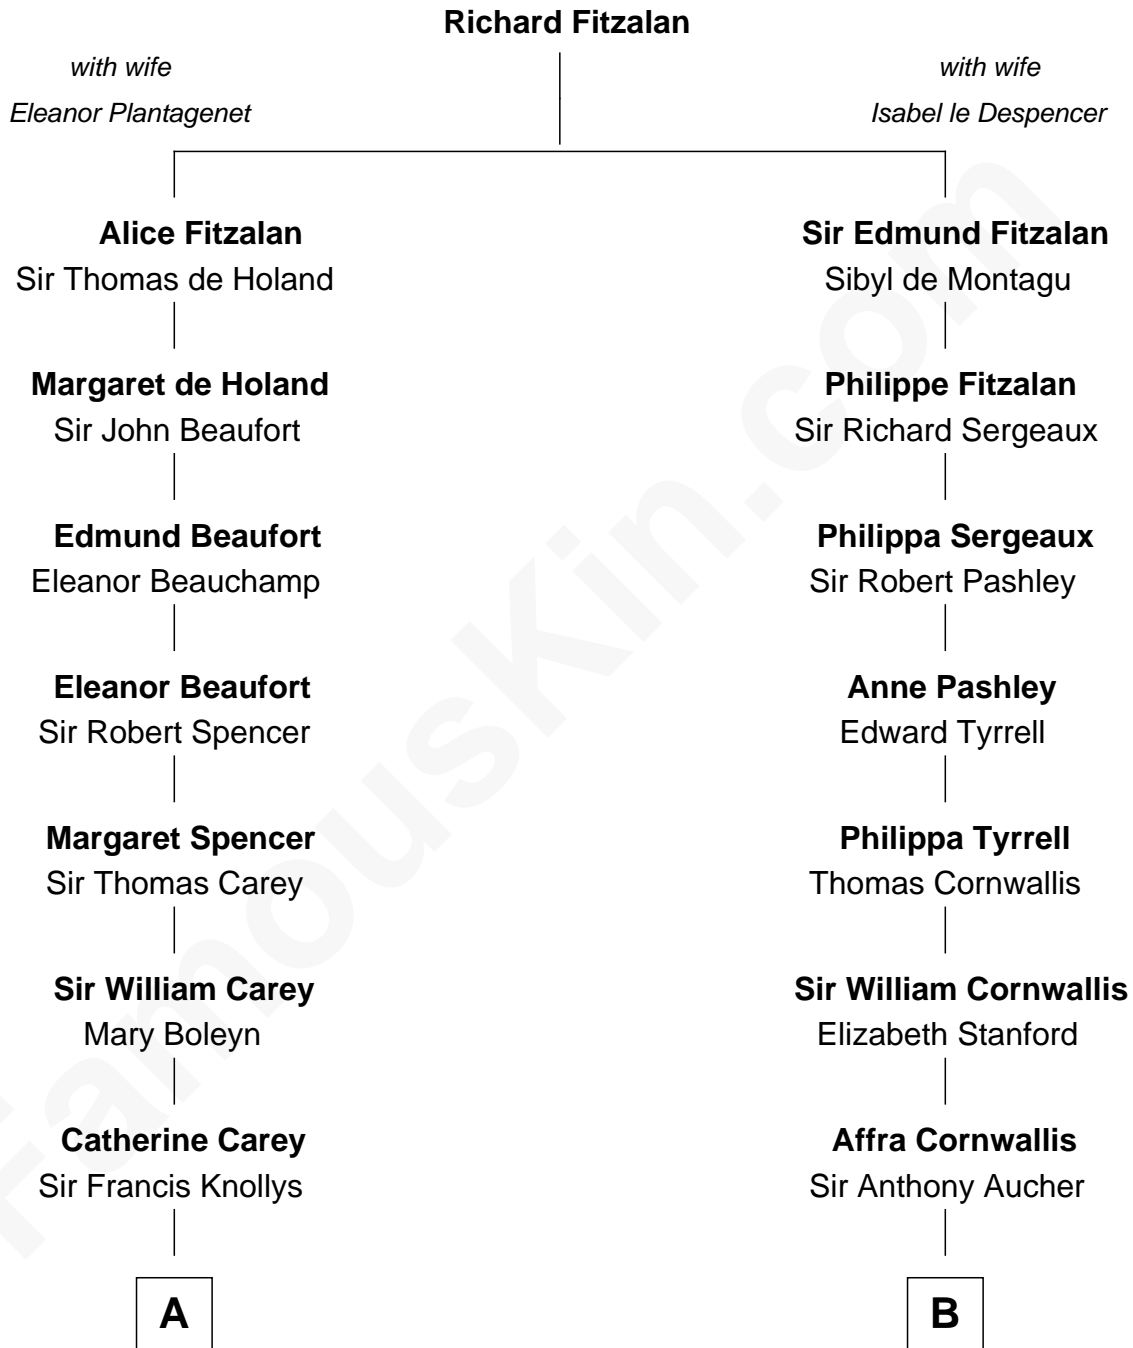 Richard Fitzalan
with wife
Eleanor Plantagenet
with wife
Isabel le Despencer
Alice Fitzalan
Sir Thomas de Holand
Sir Edmund Fitzalan
Sibyl de Montagu
Margaret de Holand
Sir John Beaufort
Philippe Fitzalan
Sir Richard Sergeaux
Edmund Beaufort
Eleanor Beauchamp
Philippa Sergeaux
Sir Robert Pashley
Eleanor Beaufort
Sir Robert Spencer
Anne Pashley
Edward Tyrrell
Margaret Spencer
Sir Thomas Carey
Philippa Tyrrell
Thomas Cornwallis
Sir William Carey
Mary Boleyn
Sir William Cornwallis
Elizabeth Stanford
Catherine Carey
Sir Francis Knollys
Affra Cornwallis
Sir Anthony Aucher
A
B
FamousKin.com